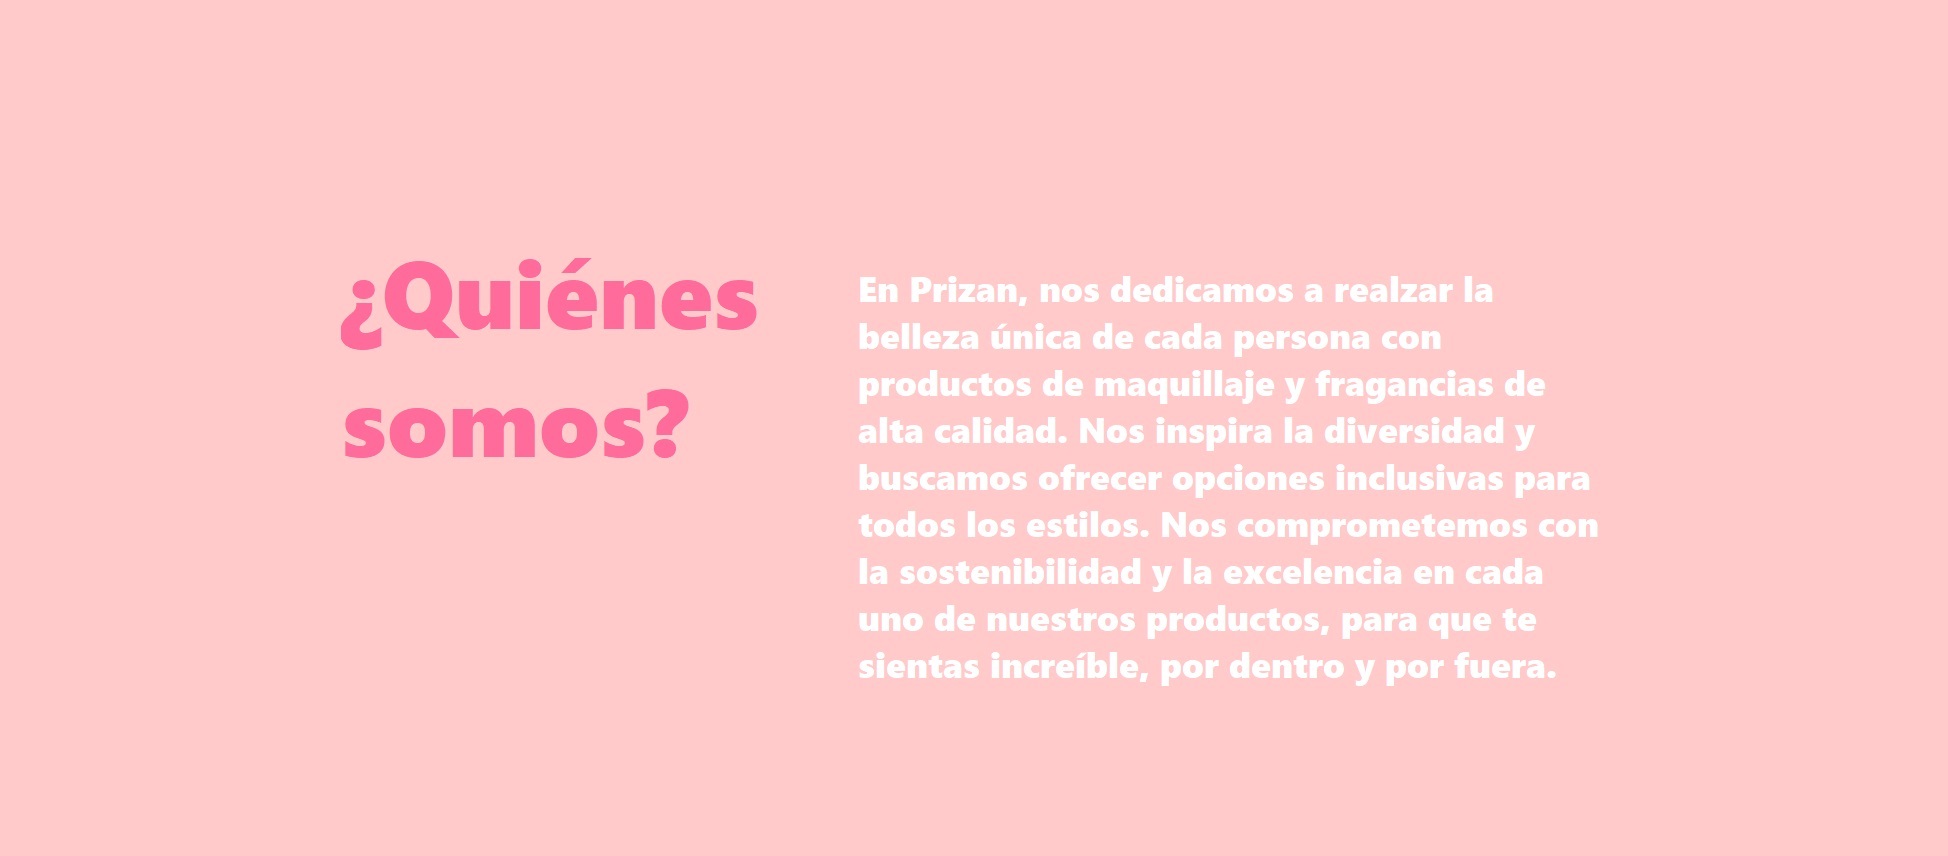 ¿Quiénes
somos?
En Prizan, nos dedicamos a realzar la
belleza única de cada persona con
productos de maquillaje y fragancias de
alta calidad. Nos inspira la diversidad y
buscamos ofrecer opciones inclusivas para
todos los estilos. Nos comprometemos con
la sostenibilidad y la excelencia en cada
uno de nuestros productos, para que te
sientas increíble, por dentro y por fuera.